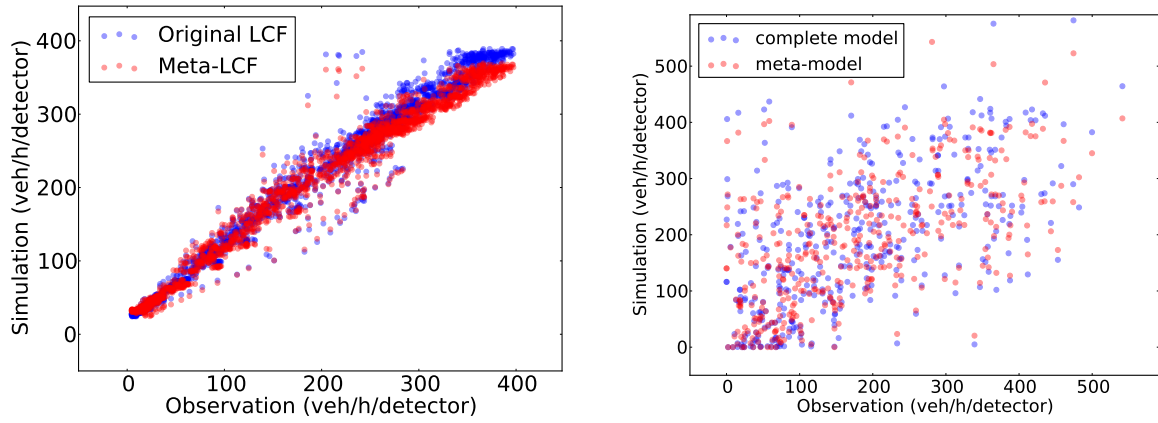 Original LCF
Meta-LCF
400
300
200
100
0
0 100 200 300 400
Simulation (veh/h/detector)
Observation (veh/h/detector)
complete model
meta-model
500
400
300
200
100
0
0 100 200 300 400 500
Simulation (veh/h/detector)
Observation (veh/h/detector)